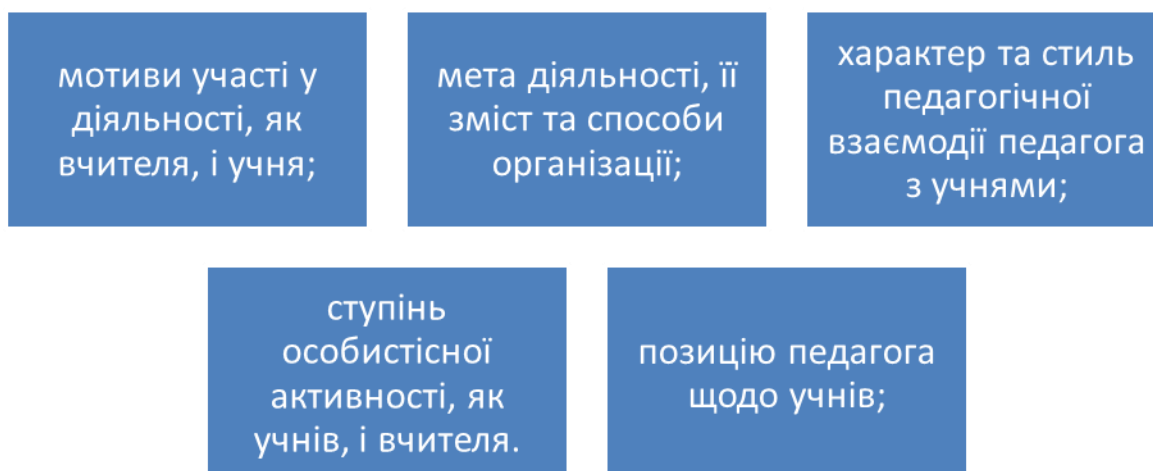 мотиви участі у
діяльності, як
вчителя, і учня;
мета діяльності, її
зміст та способи
організації;
характер та стиль
педагогічної
взаємодії педагога
з учнями;
ступінь
особистісної
активності, як
учнів, і вчителя.
позицію педагога
щодо учнів;